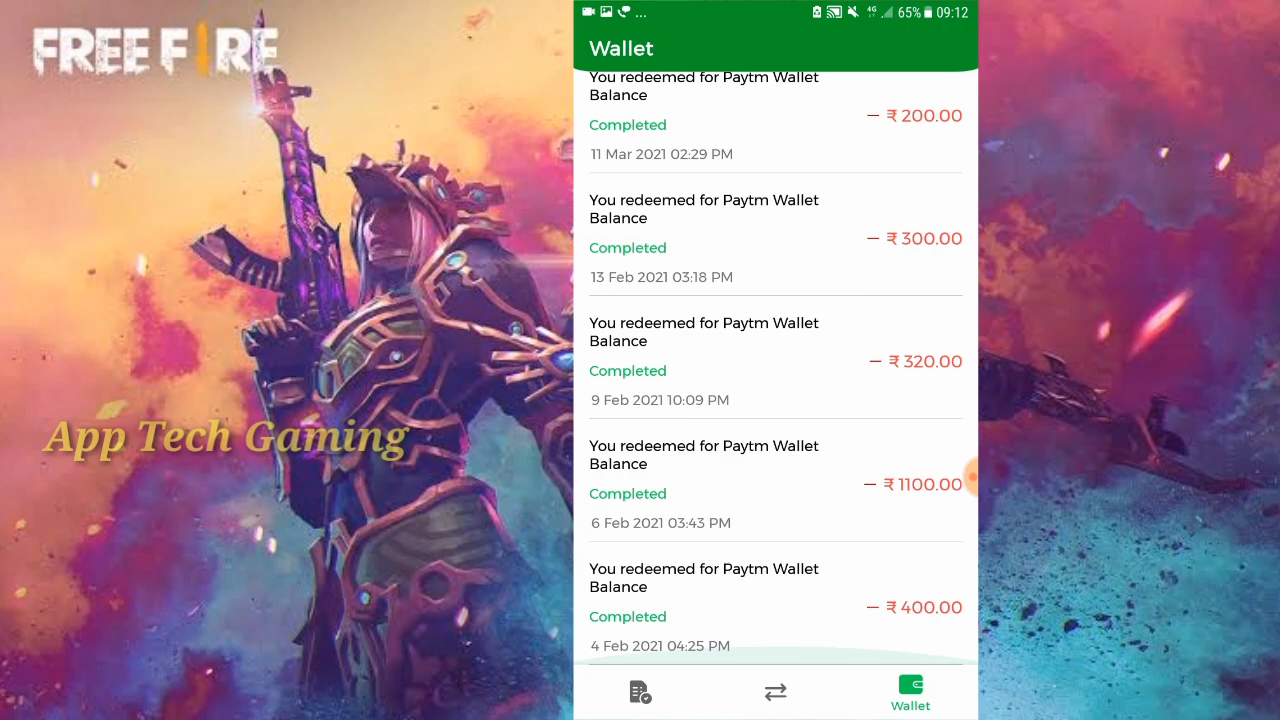 FREE FIRE
App Tech Gaming
...
4G
65%
09:12
Wallet
You redeemed for Paytm Wallet
Balance
Completed
11 Mar 2021 02:29 PM
− ₹ 200.00
You redeemed for Paytm Wallet
Balance
Completed
13 Feb 2021 03:18 PM
− ₹ 300.00
You redeemed for Paytm Wallet
Balance
Completed
9 Feb 2021 10:09 PM
− ₹ 320.00
You redeemed for Paytm Wallet
Balance
Completed
6 Feb 2021 03:43 PM
− ₹ 1100.00
You redeemed for Paytm Wallet
Balance
Completed
4 Feb 2021 04:25 PM
− ₹ 400.00
Wallet